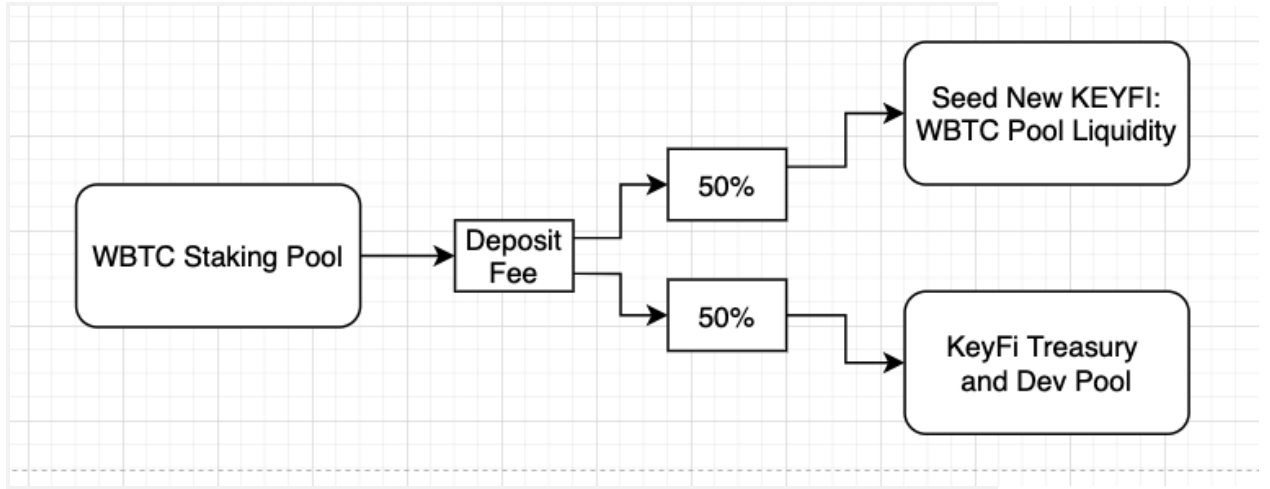 WBTC Staking Pool
Deposit
Fee
50%
Seed New KEYFI:
WBTC Pool Liquidity
50%
KeyFi Treasury
and Dev Pool